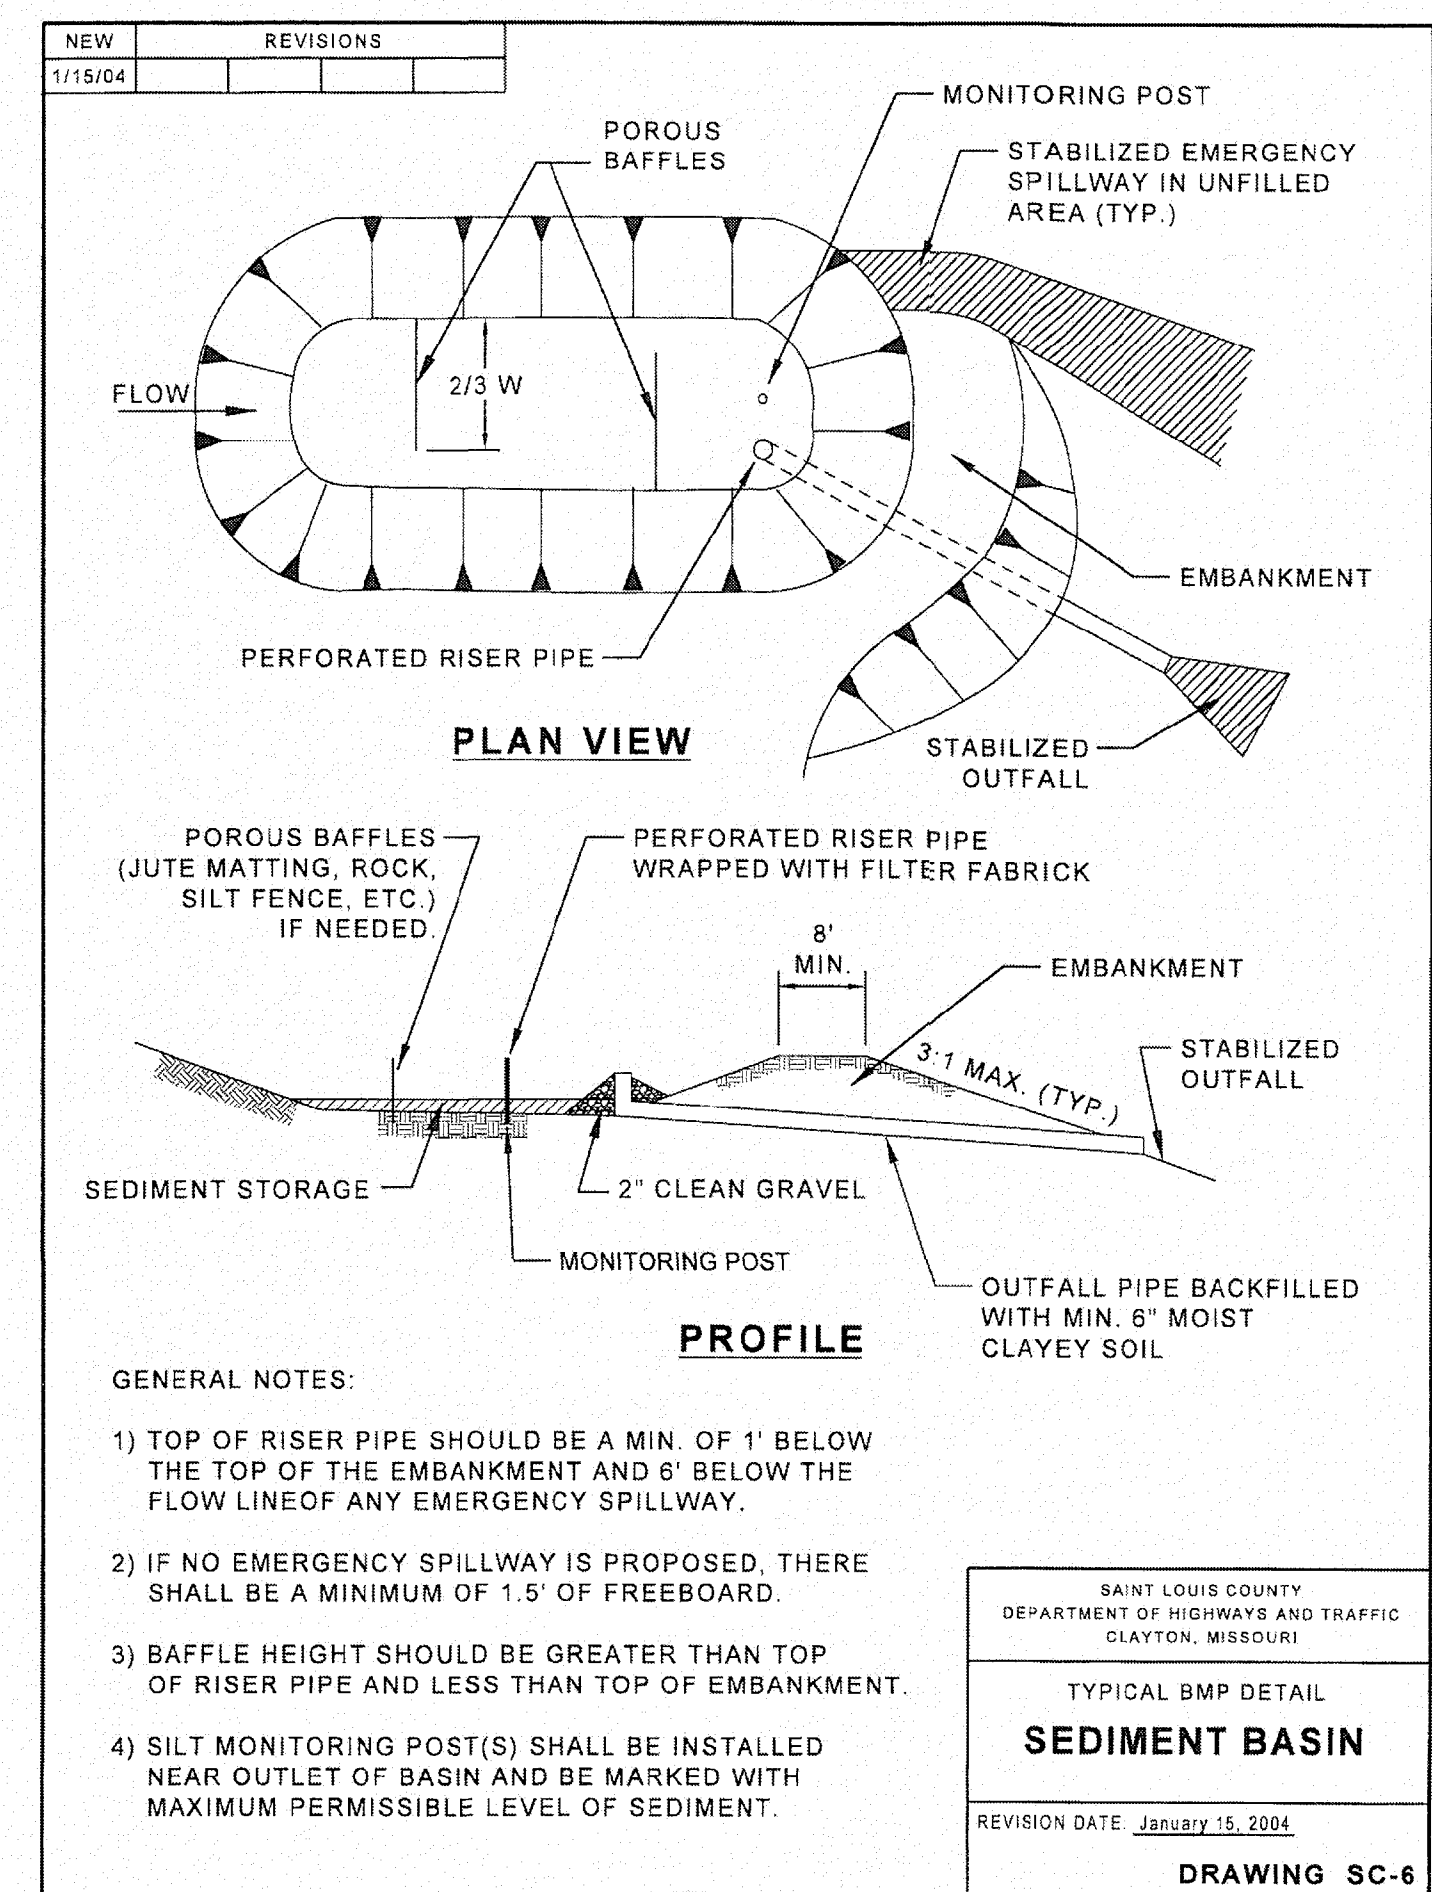 NEW REVISIONS
1/15/04
MONITORING POST
POROUS
BAFFLES
STABILIZED EMERGENCY
SPILLWAY IN UNFILLED
AREA (TYP.)
2/3 W
FLOW
EMBANKMENT
PERFORATED RISER PIPE
PLAN VIEW
STABILIZED
OUTFALL
POROUS BAFFLES
(JUTE MATTING, ROCK,
SILT FENCE, ETC.)
IF NEEDED.
PERFORATED RISER PIPE
WRAPPED WITH FILTER FABRICK
8'
MIN.
EMBANKMENT
3:1 MAX. (TYP.)
STABILIZED
OUTFALL
SEDIMENT STORAGE
2" CLEAN GRAVEL
MONITORING POST
OUTFALL PIPE BACKFILLED
WITH MIN. 6" MOIST
CLAYEY SOIL
PROFILE
GENERAL NOTES:
1) TOP OF RISER PIPE SHOULD BE A MIN. OF 1' BELOW
THE TOP OF THE EMBANKMENT AND 6' BELOW THE
FLOW LINEOF ANY EMERGENCY SPILLWAY.
2) IF NO EMERGENCY SPILLWAY IS PROPOSED, THERE
SHALL BE A MINIMUM OF 1.5' OF FREEBOARD.
3) BAFFLE HEIGHT SHOULD BE GREATER THAN TOP
OF RISER PIPE AND LESS THAN TOP OF EMBANKMENT.
4) SILT MONITORING POST(S) SHALL BE INSTALLED
NEAR OUTLET OF BASIN AND BE MARKED WITH
MAXIMUM PERMISSIBLE LEVEL OF SEDIMENT.
SAINT LOUIS COUNTY
DEPARTMENT OF HIGHWAYS AND TRAFFIC
CLAYTON, MISSOURI
TYPICAL BMP DETAIL
SEDIMENT BASIN
REVISION DATE: January 15, 2004
DRAWING SC-6